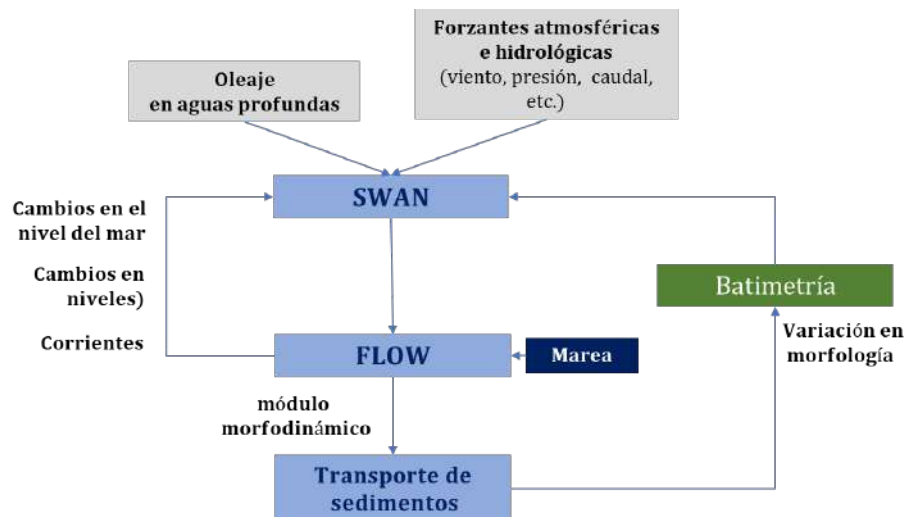 Forzantes atmosféricas
e hidrológicas
(viento, presión, caudal,
etc.)
Oleaje
en aguas profundas
SWAN
Cambios en el
nivel del mar
Cambios en
niveles)
Corrientes
Batimetría
Variación en
morfología
FLOW
Marea
módulo
morfodinámico
Transporte de
sedimentos